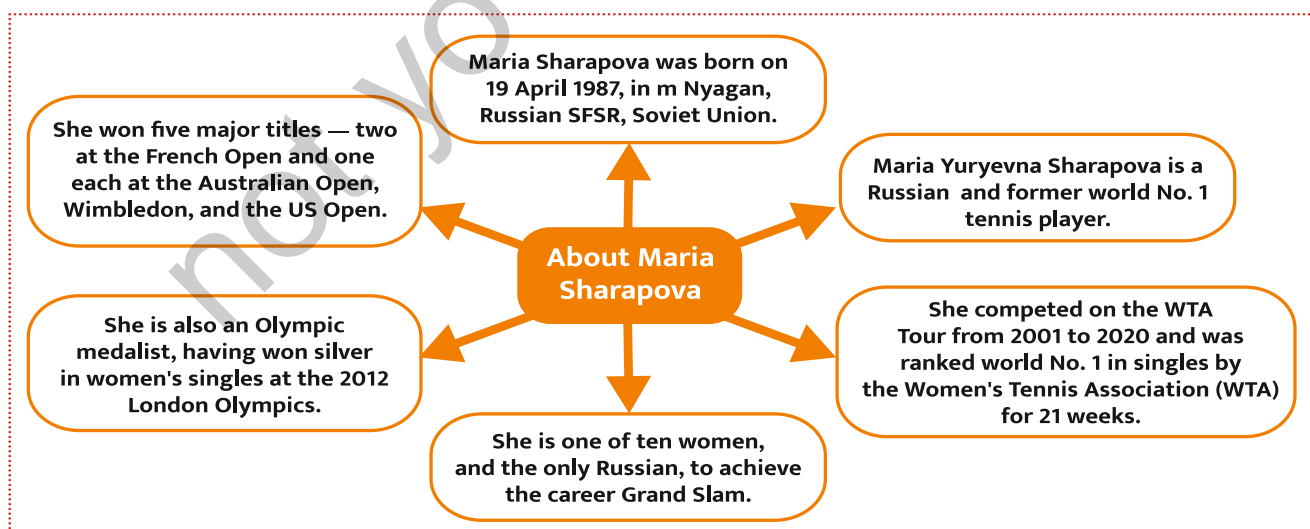 Maria Sharapova was born on
19 April 1987, in m Nyagan,
Russian SFSR, Soviet Union.
She won five major titles — two
at the French Open and one
each at the Australian Open,
Wimbledon, and the US Open.
Maria Yuryevna Sharapova is a
Russian and former world No. 1
tennis player.
About Maria
Sharapova
She is also an Olympic
medalist, having won silver
in women's singles at the 2012
London Olympics.
She competed on the WTA
Tour from 2001 to 2020 and was
ranked world No. 1 in singles by
the Women's Tennis Association (WTA)
for 21 weeks.
She is one of ten women,
and the only Russian, to achieve
the career Grand Slam.
not yo